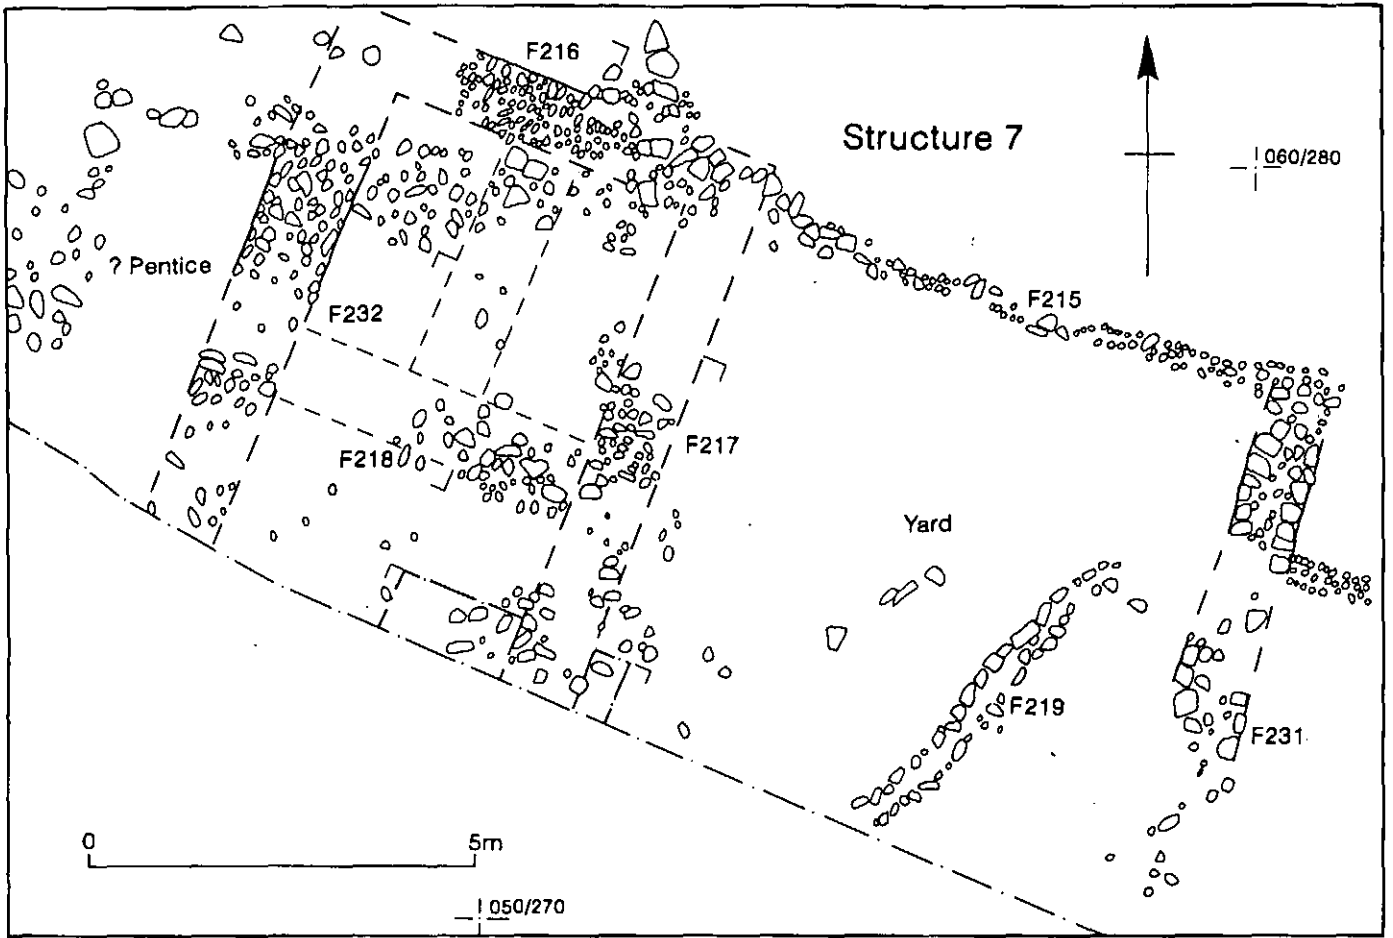 F216
Structure 7
060/280
? Pentice
F215
F232
F218
F217
Yard
F219
F231
0 5m
050/270